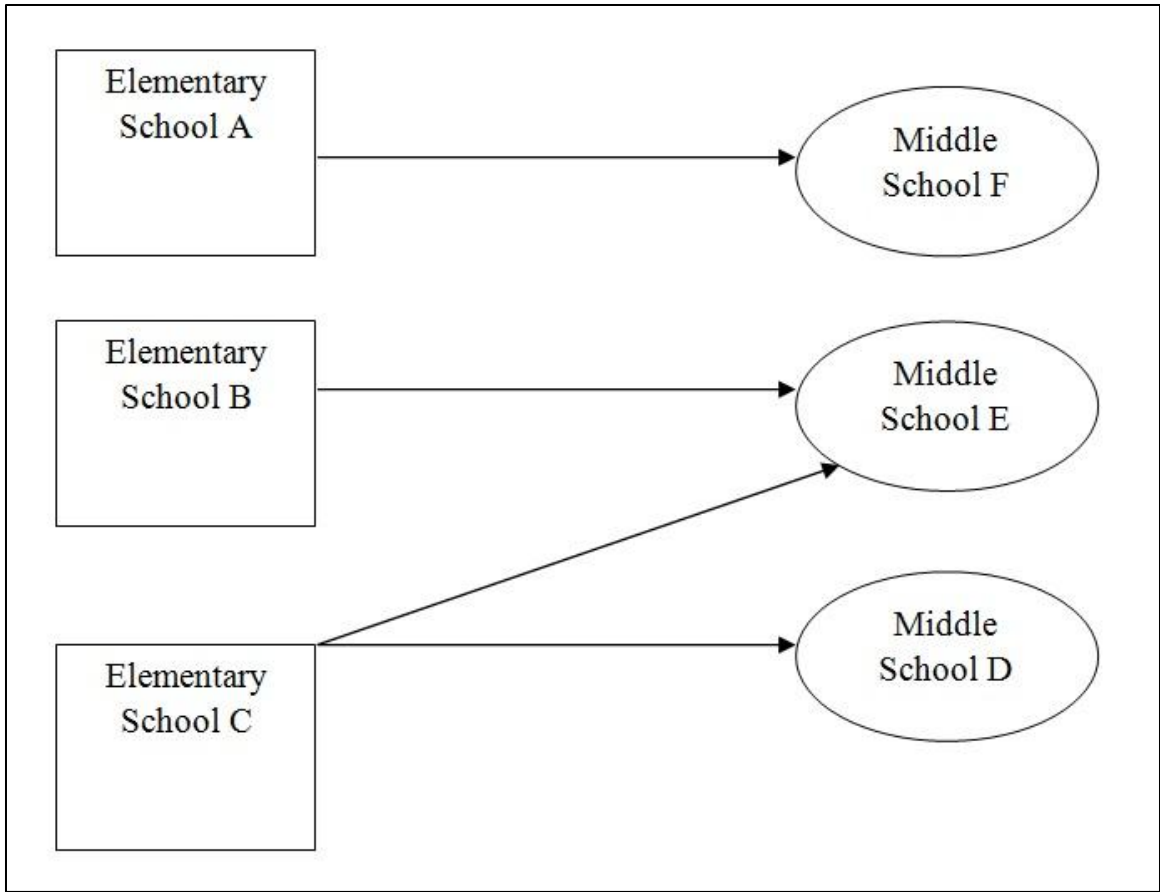 Elementary
School A
Middle
School F
Elementary
School B
Middle
School E
Elementary
School C
Middle
School D